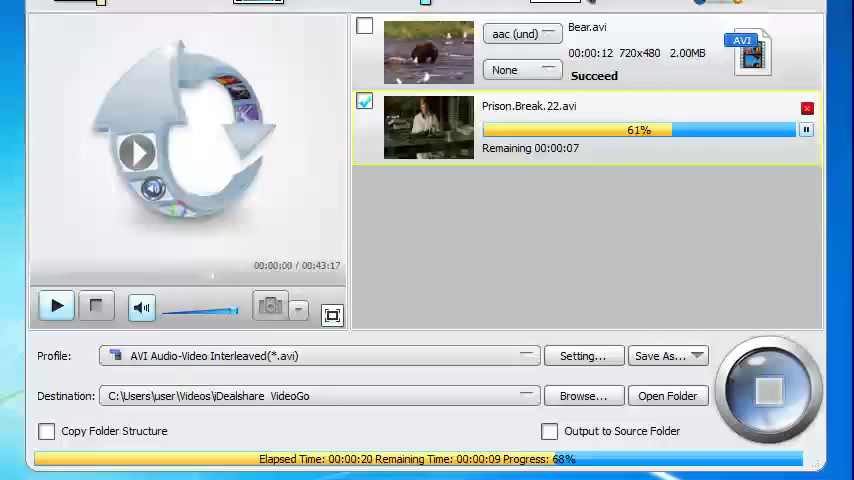 Bear.avi
aac (und)
AVI
00:00:12 720x480 2.00MB
None
Succeed
Prison.Break.22.avi
61%
Remaining 00:00:07
00:00:00 / 00:43:17
Profile:
AVI Audio-Video Interleaved(*.avi)
Setting...
Save As...
Destination:
C:\Users\user\Videos\iDealshare VideoGo
Browse...
Open Folder
Copy Folder Structure
Output to Source Folder
Elapsed Time: 00:00:20 Remaining Time: 00:00:09 Progress: 68%